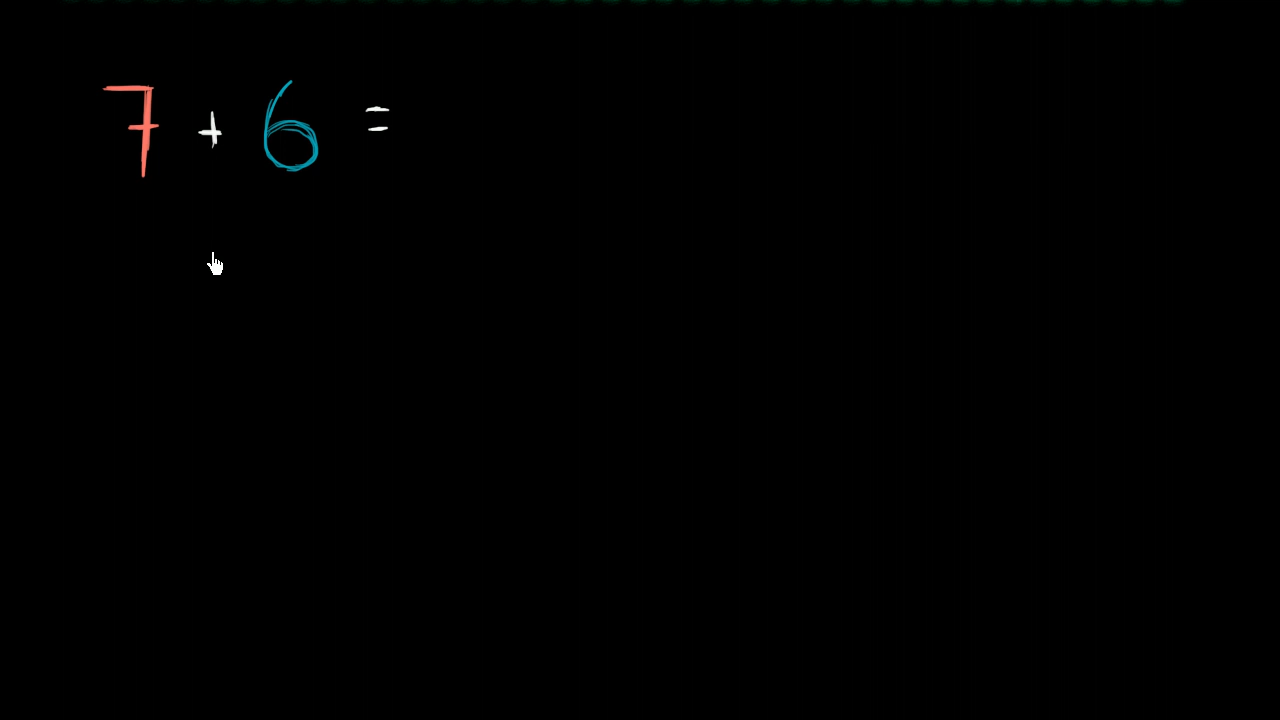 7 + 6 =